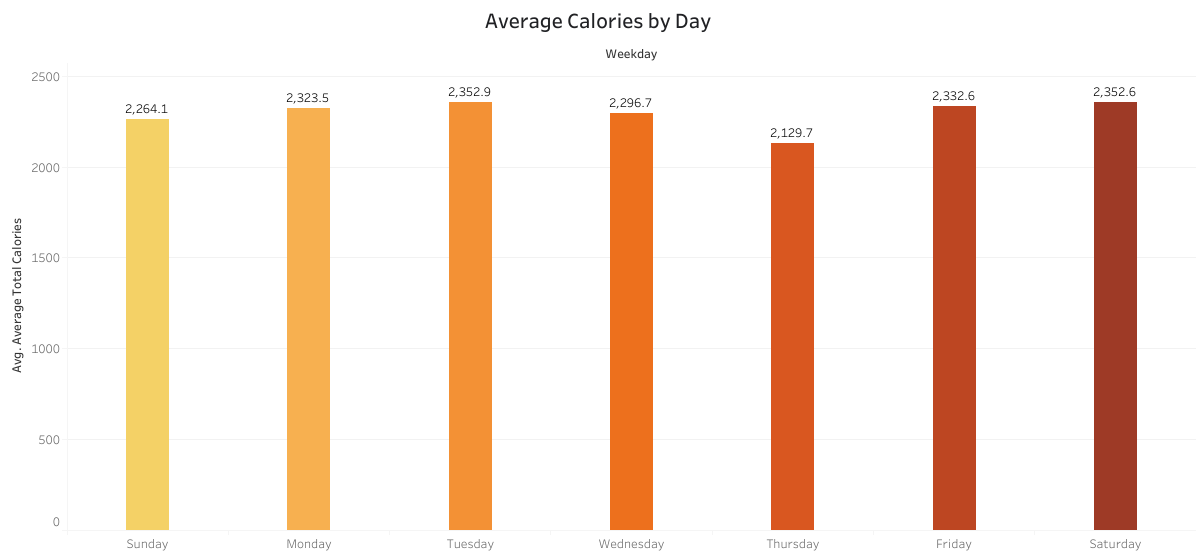 Average Calories by Day
Weekday
Avg. Average Total Calories
2500
2000
1500
1000
500
0
2,264.1
2,323.5
2,352.9
2,296.7
2,129.7
2,332.6
2,352.6
Sunday
Monday
Tuesday
Wednesday
Thursday
Friday
Saturday